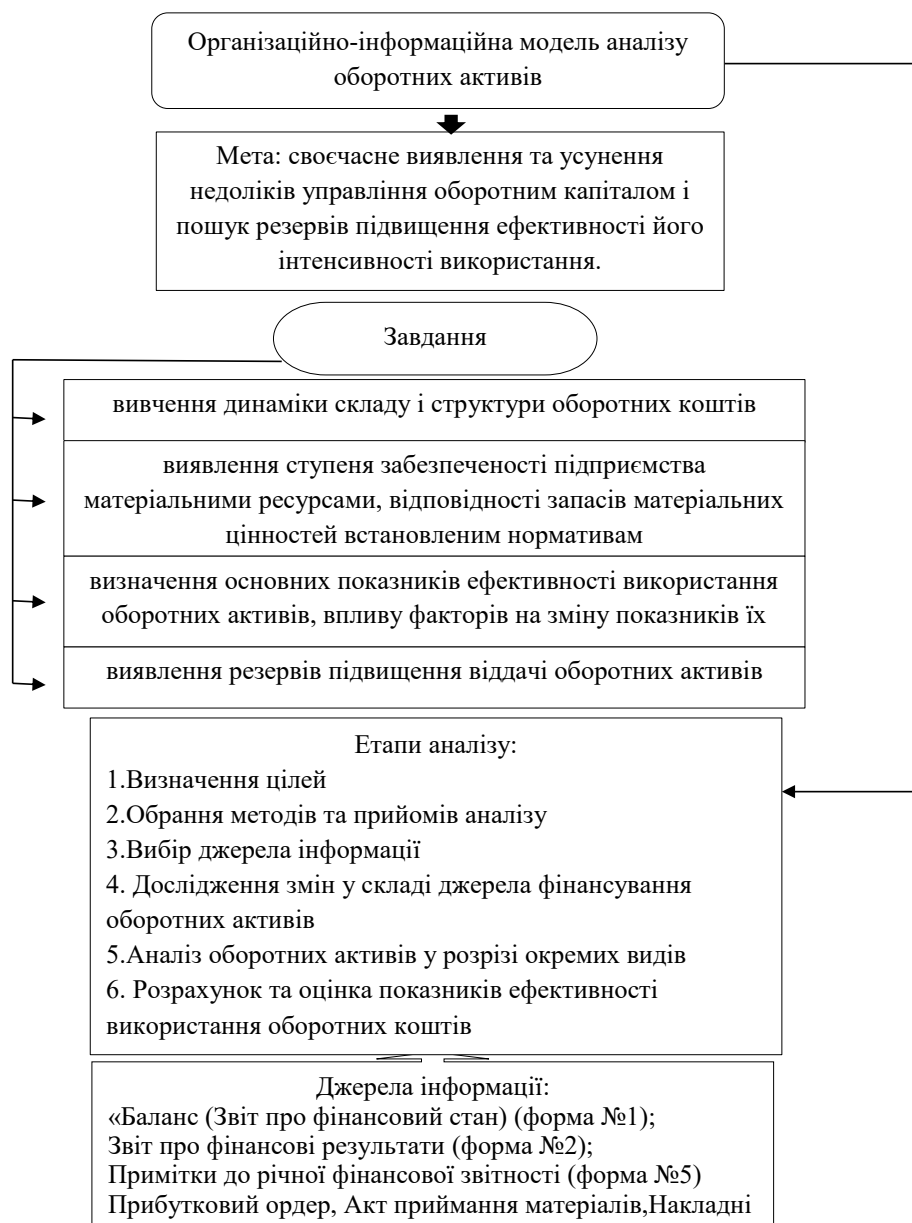 Організаційно-інформаційна модель аналізу
оборотних активів
Мета: своєчасне виявлення та усунення
недоліків управління оборотним капіталом і
пошук резервів підвищення ефективності його
інтенсивності використання.
Завдання
вивчення динаміки складу і структури оборотних коштів
виявлення ступеня забезпеченості підприємства
матеріальними ресурсами, відповідності запасів матеріальних
цінностей встановленим нормативам
визначення основних показників ефективності використання
оборотних активів, впливу факторів на зміну показників їх
виявлення резервів підвищення віддачі оборотних активів
Етапи аналізу:
1.Визначення цілей
2.Обрання методів та прийомів аналізу
3.Вибір джерела інформації
4. Дослідження змін у складі джерела фінансування
оборотних активів
5.Аналіз оборотних активів у розрізі окремих видів
6. Розрахунок та оцінка показників ефективності
використання оборотних коштів
Джерела інформації:
«Баланс (Звіт про фінансовий стан) (форма №1);
Звіт про фінансові результати (форма №2);
Примітки до річної фінансової звітності (форма №5)
Прибутковий ордер, Акт приймання матеріалів,Накладні